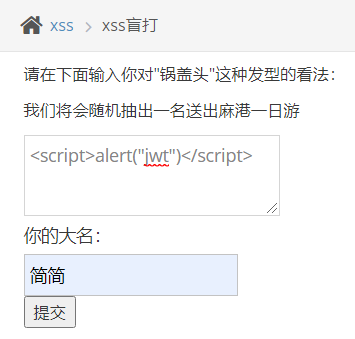 xss > xss盲打
请在下面输入你对"锅盖头"这种发型的看法：
我们将会随机抽出一名送出麻港一日游
<script>alert("jwt")</script>
你的大名：
简简
提交